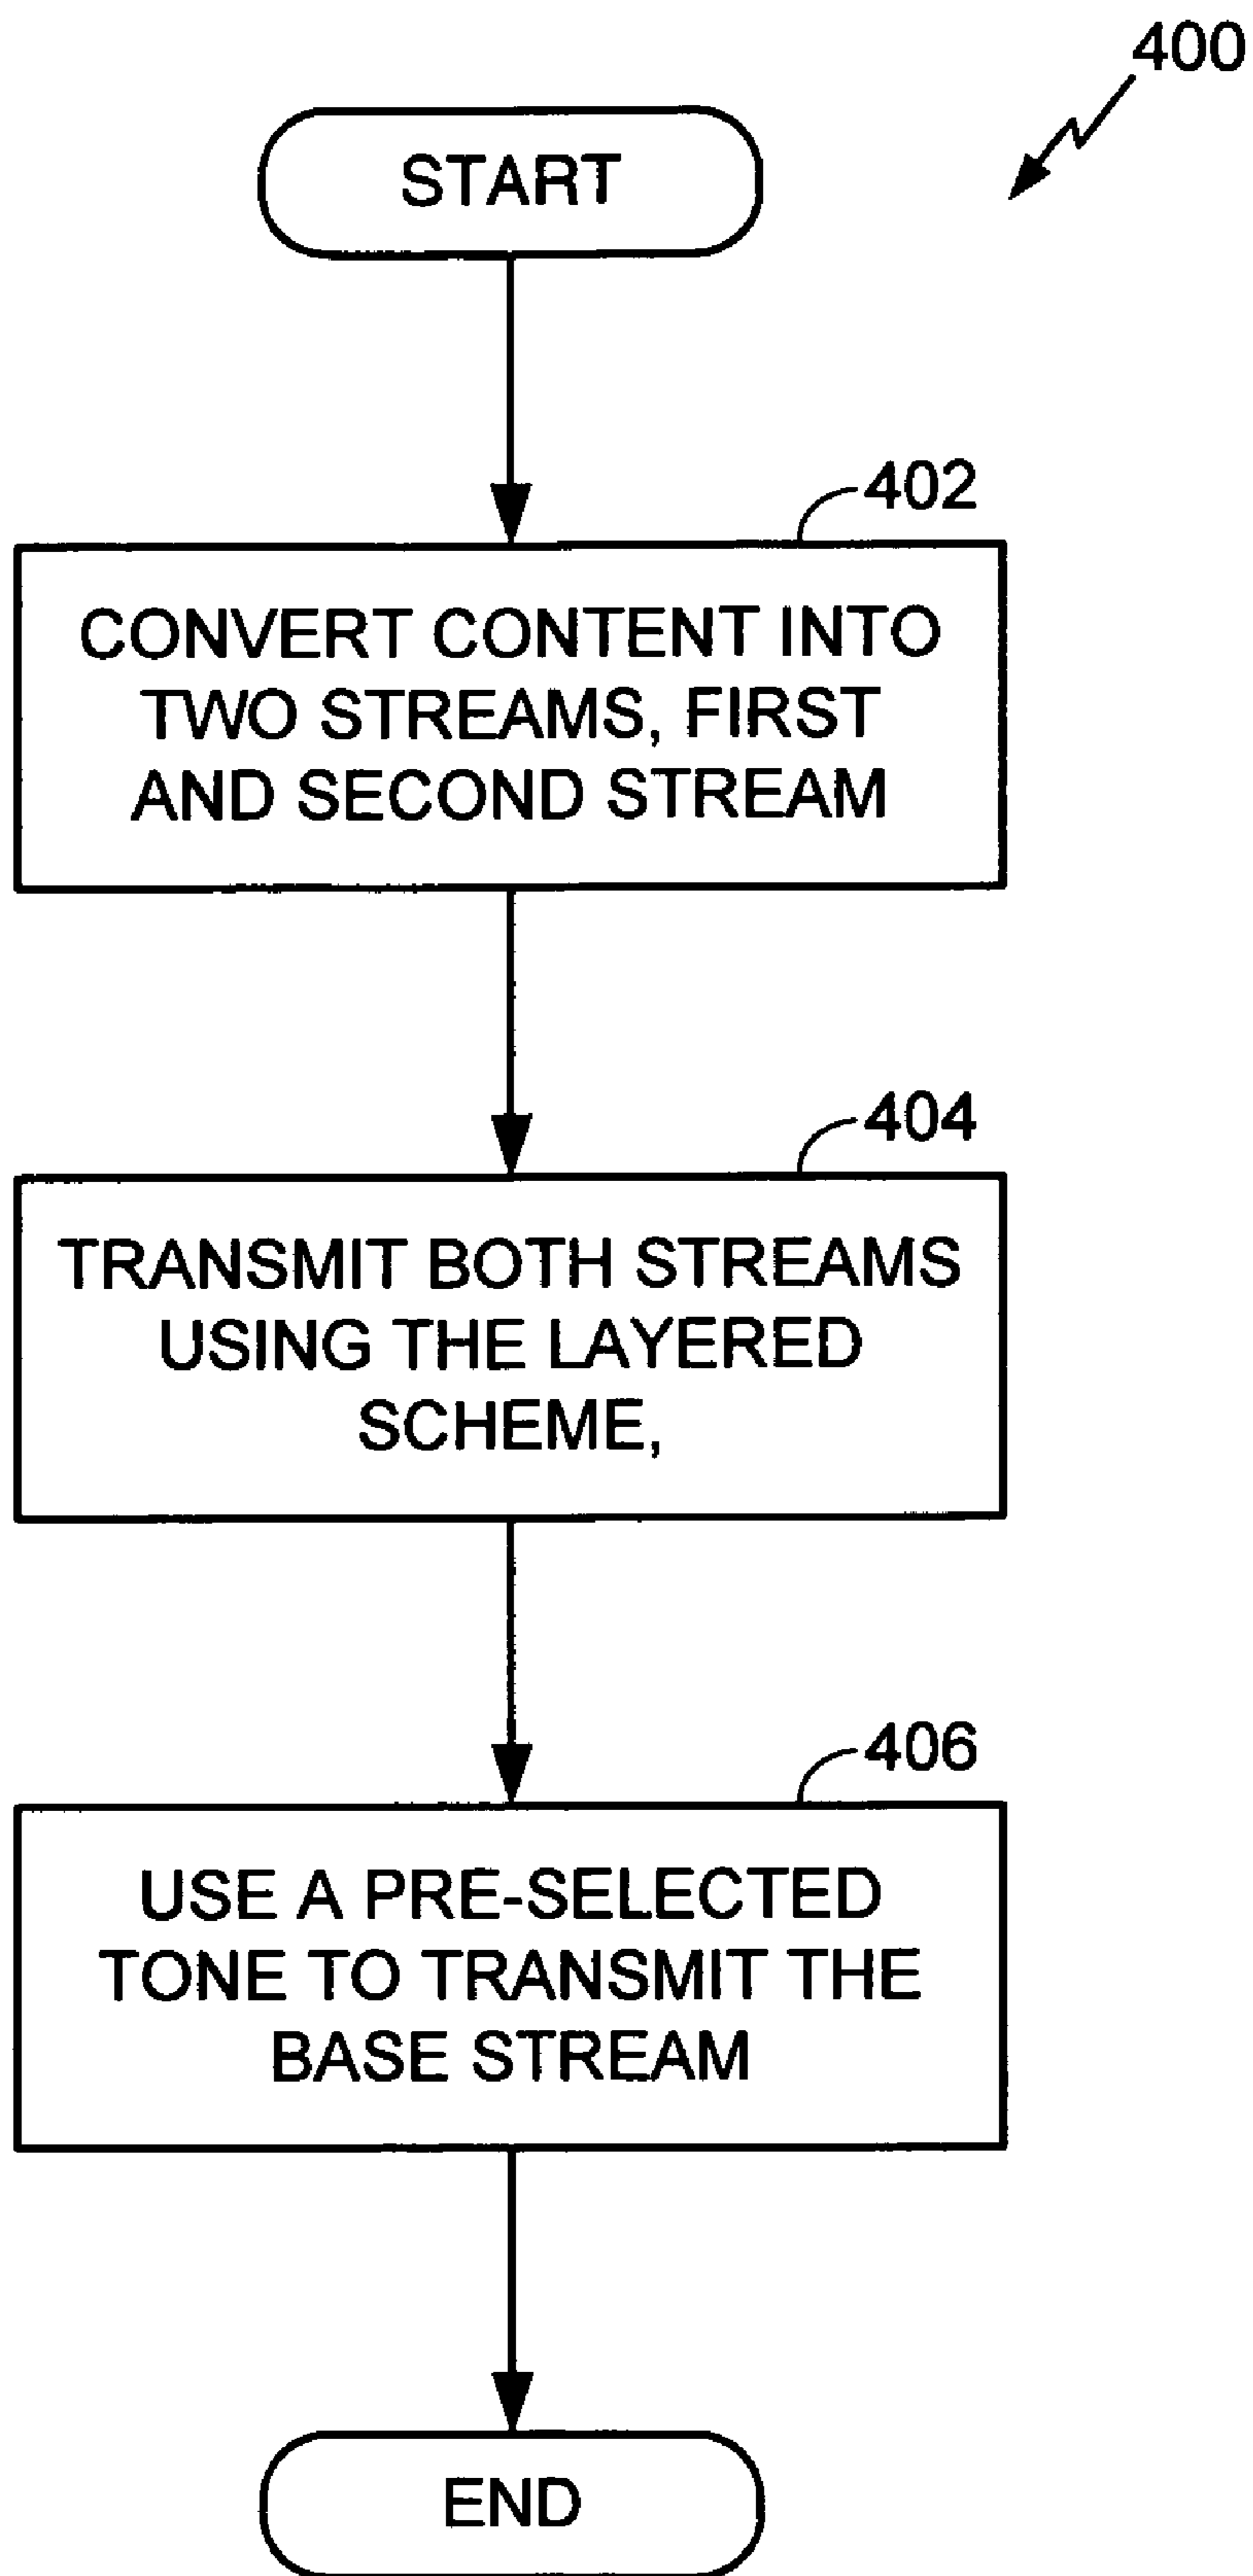 400
START
402
CONVERT CONTENT INTO
TWO STREAMS, FIRST
AND SECOND STREAM
404
TRANSMIT BOTH STREAMS
USING THE LAYERED
SCHEME,
406
USE A PRE-SELECTED
TONE TO TRANSMIT THE
BASE STREAM
END